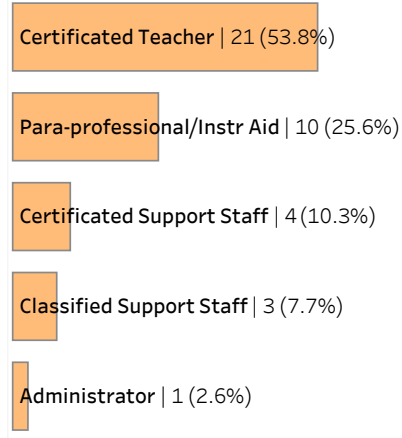 Certificated Teacher | 21 (53.8%)
Para-professional/Instr Aid | 10 (25.6%)
Certificated Support Staff | 4 (10.3%)
Classified Support Staff | 3 (7.7%)
Administrator | 1 (2.6%)